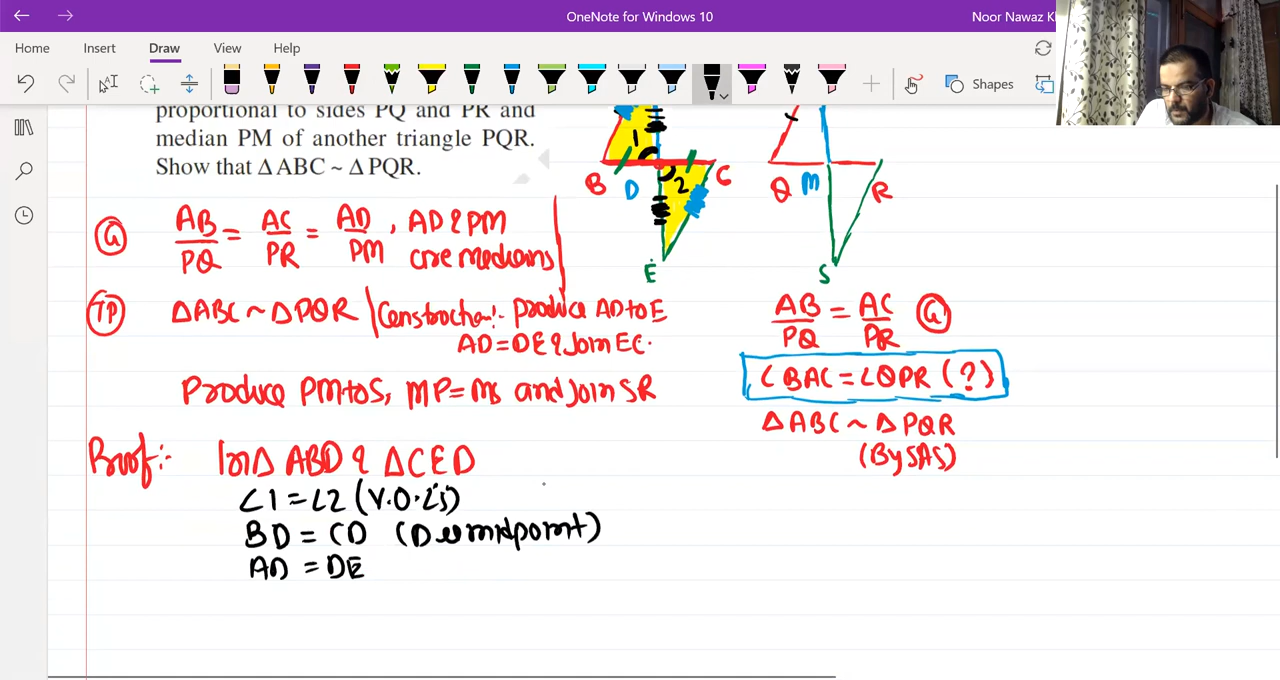 OneNote for Windows 10
Noor Nawaz Kh
Home Insert Draw View Help
Shapes
proportional to sides PQ and PR and
median PM of another triangle PQR.
Show that ΔABC ~ ΔPQR.
1
2
B D C
E
Q M R
S
G AB/PQ = AC/PR = AD/PM , AD & PM
are medians
TP ΔABC ~ ΔPQR | Construction:- produce AD to E
AD = DE & Join EC.
Produce PM to S, MP = MS and Join SR
AB/PQ = AC/PR G
∠BAC = ∠QPR (?)
ΔABC ~ ΔPQR
(By SAS)
Proof:- In Δ ABD & ΔCED
∠1 = ∠2 (V.O.∠'s)
BD = CD (D is midpoint)
AD = DE